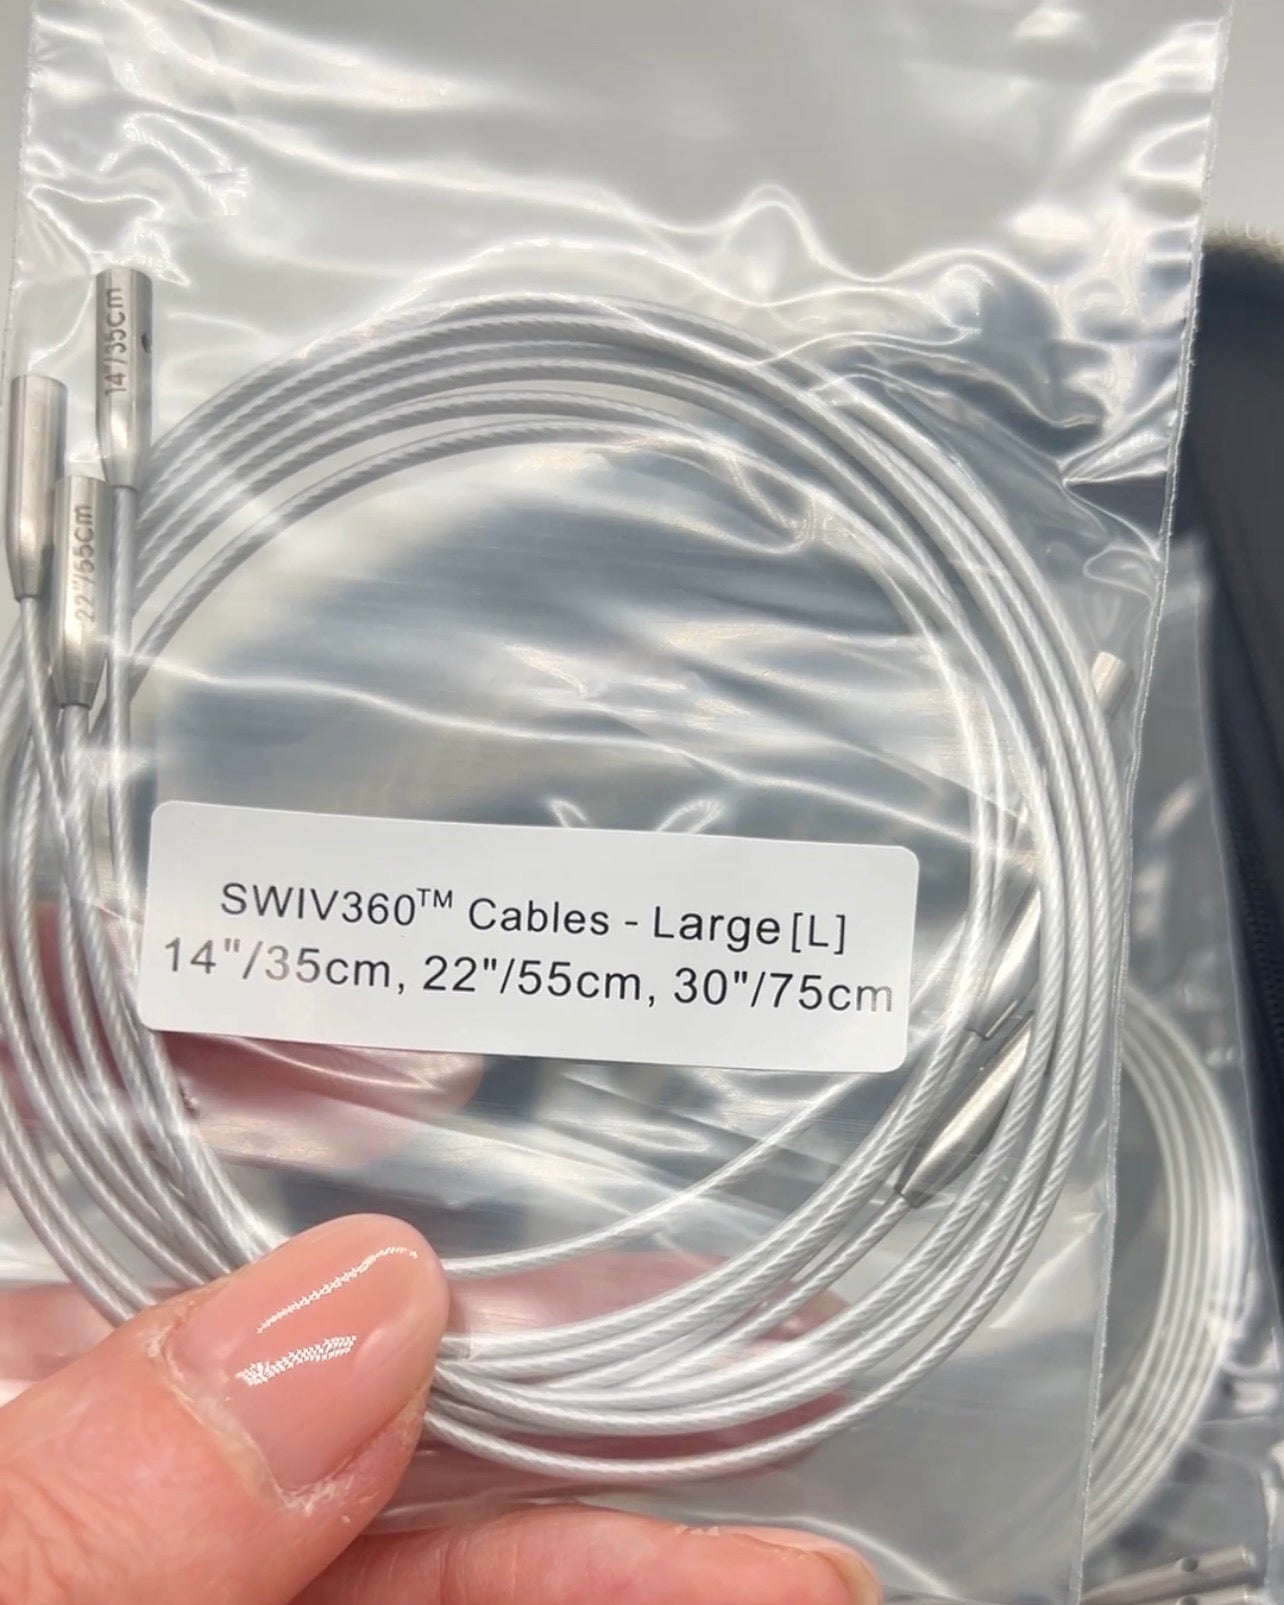 14"/35cm
22"/55cm
SWIV360™ Cables - Large [L]
14"/35cm, 22"/55cm, 30"/75cm